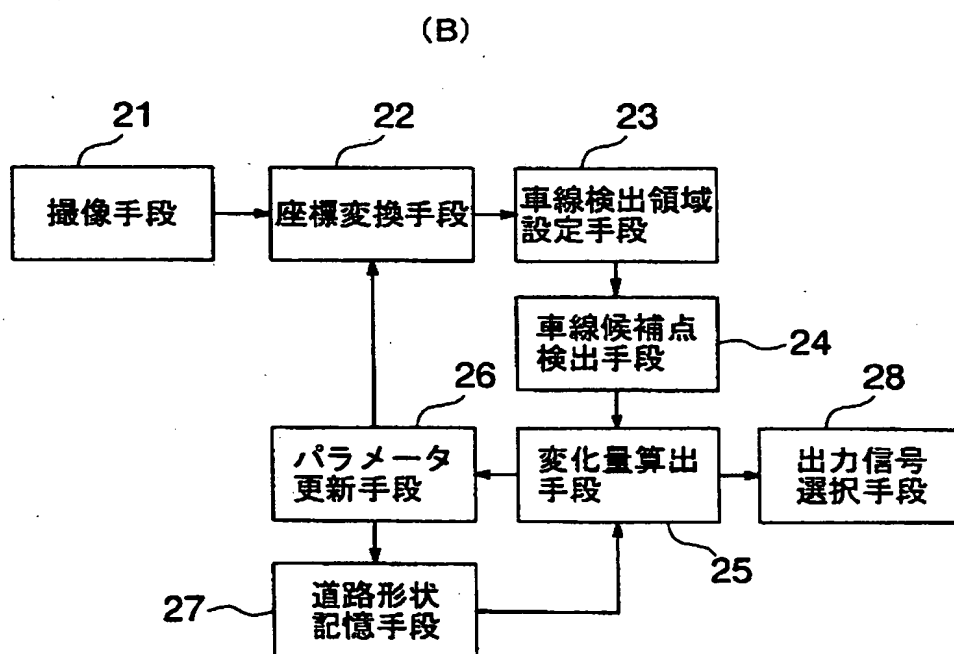 (B)
21
22
23
撮像手段
座標変換手段
車線検出領域
設定手段
車線候補点
検出手段
24
26
28
パラメータ
更新手段
変化量算出
手段
出力信号
選択手段
25
27
道路形状
記憶手段